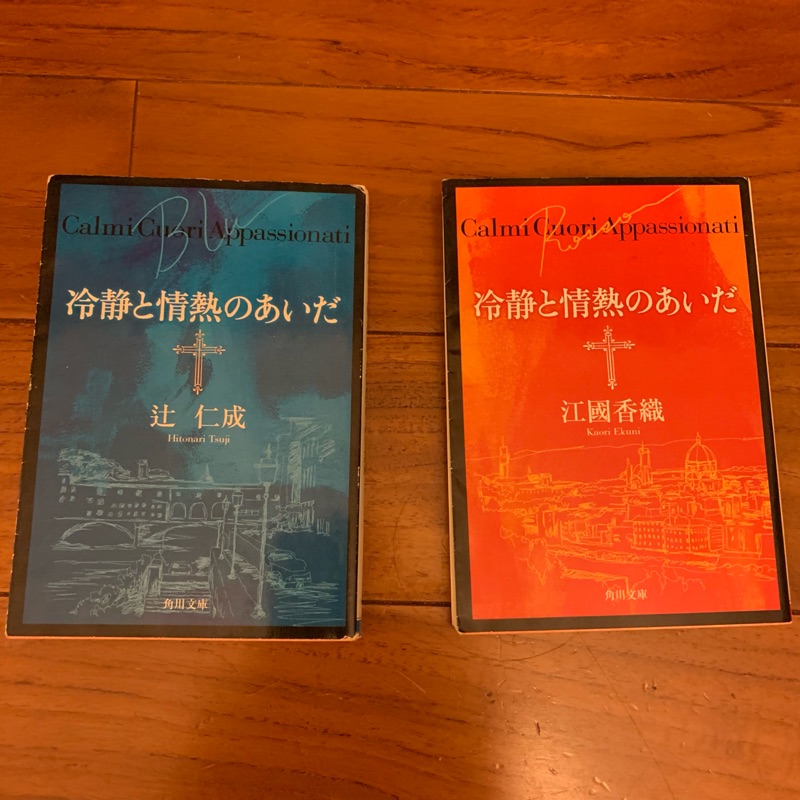 Calmi Cuori Appassionati
Blu
冷静と情熱のあいだ
辻 仁成
Hitonari Tsuji
角川文庫
Calmi Cuori Appassionati
Rosso
冷静と情熱のあいだ
江國香織
Kaori Ekuni
角川文庫